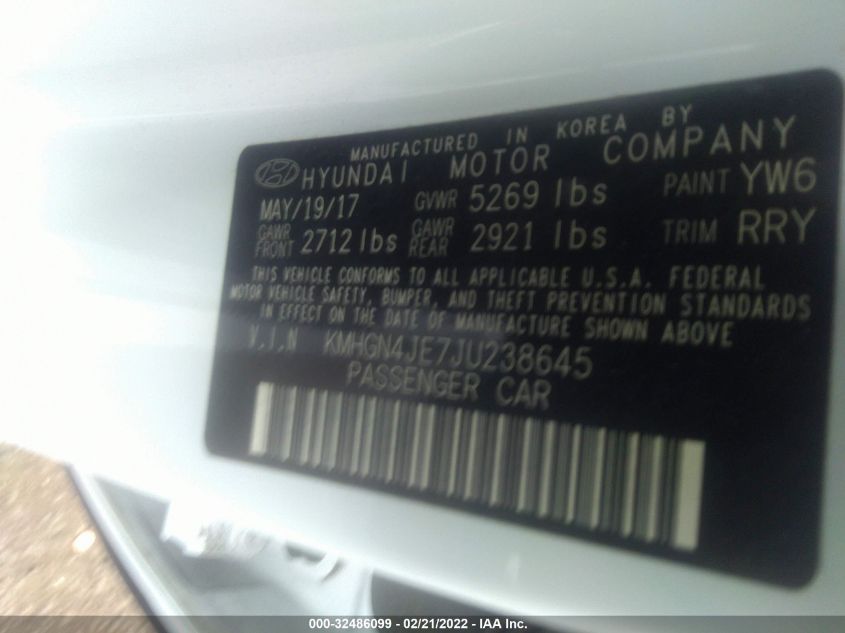 MANUFACTURED IN KOREA BY
HYUNDAI MOTOR COMPANY
MAY/19/17 GVWR 5269 lbs PAINT YW6
GAWR FRONT 2712 lbs GAWR REAR 2921 lbs TRIM RRY
THIS VEHICLE CONFORMS TO ALL APPLICABLE U.S.A. FEDERAL
MOTOR VEHICLE SAFETY, BUMPER, AND THEFT PREVENTION STANDARDS
IN EFFECT ON THE DATE OF MANUFACTURE SHOWN ABOVE
V.I.N KMHGN4JE7JU238645
PASSENGER CAR
000-32486099 - 02/21/2022 - IAA Inc.